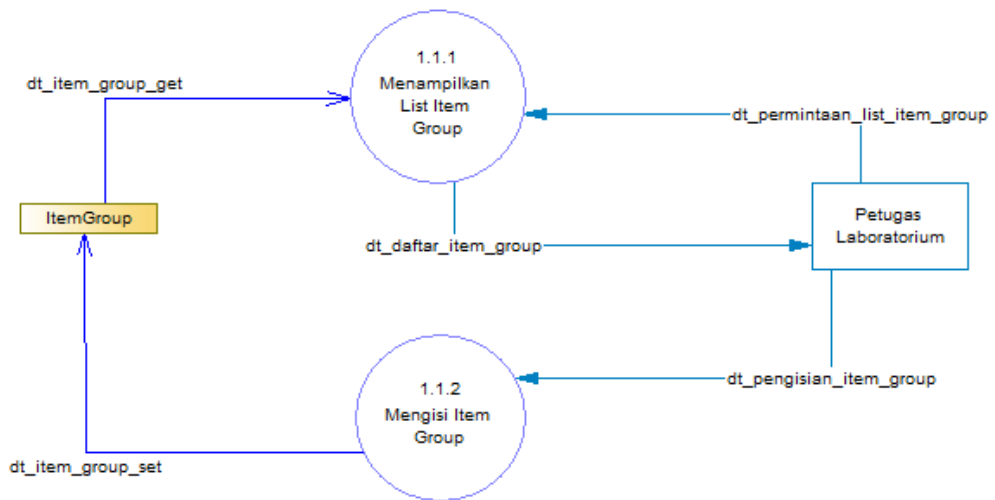 1.1.1
Menampilkan
List Item
Group
dt_item_group_get
dt_permintaan_list_item_group
ItemGroup
Petugas
Laboratorium
dt_daftar_item_group
dt_pengisian_item_group
1.1.2
Mengisi Item
Group
dt_item_group_set